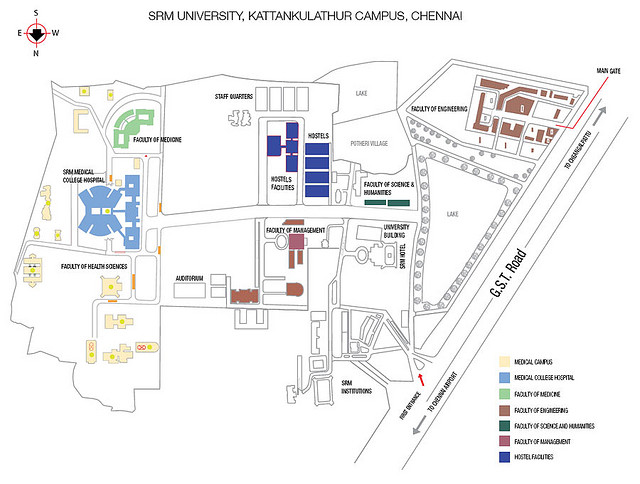 SRM UNIVERSITY, KATTANKULATHUR CAMPUS, CHENNAI
S
E
W
N
MAIN GATE
STAFF QUARTERS
LAKE
FACULTY OF ENGINEERING
TO CHENGALPATTU
FACULTY OF MEDICINE
HOSTELS
POTHERI VILLAGE
SRM MEDICAL
COLLEGE HOSPITAL
HOSTELS
FACILITIES
FACULTY OF SCIENCE &
HUMANITIES
LAKE
FACULTY OF MANAGEMENT
UNIVERSITY
BUILDING
SRM HOTEL
FACULTY OF HEALTH SCIENCES
AUDITORIUM
G.S.T. Road
SRM
INSTITUTIONS
FIRST ENTRANCE
TO CHENNAI AIRPORT
MEDICAL CAMPUS
MEDICAL COLLEGE HOSPITAL
FACULTY OF MEDICINE
FACULTY OF ENGINEERING
FACULTY OF SCIENCE AND HUMANITIES
FACULTY OF MANAGEMENT
HOSTEL FACILITIES